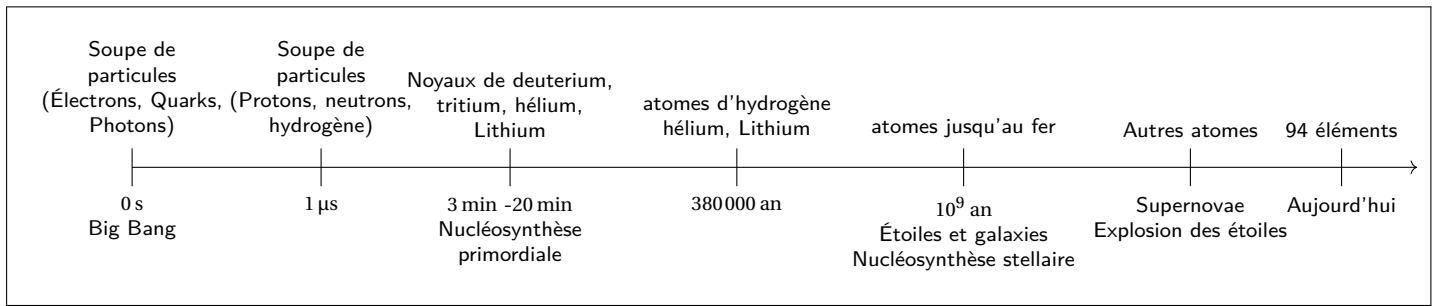 Soupe de
particules
(Électrons, Quarks,
Photons)
Soupe de
particules
(Protons, neutrons,
hydrogène)
Noyaux de deuterium,
tritium, hélium,
Lithium
atomes d'hydrogène
hélium, Lithium
atomes jusqu'au fer
Autres atomes
94 éléments
0 s
Big Bang
1 µs
3 min -20 min
Nucléosynthèse
primordiale
380 000 an
10⁹ an
Étoiles et galaxies
Nucléosynthèse stellaire
Supernovae
Explosion des étoiles
Aujourd'hui